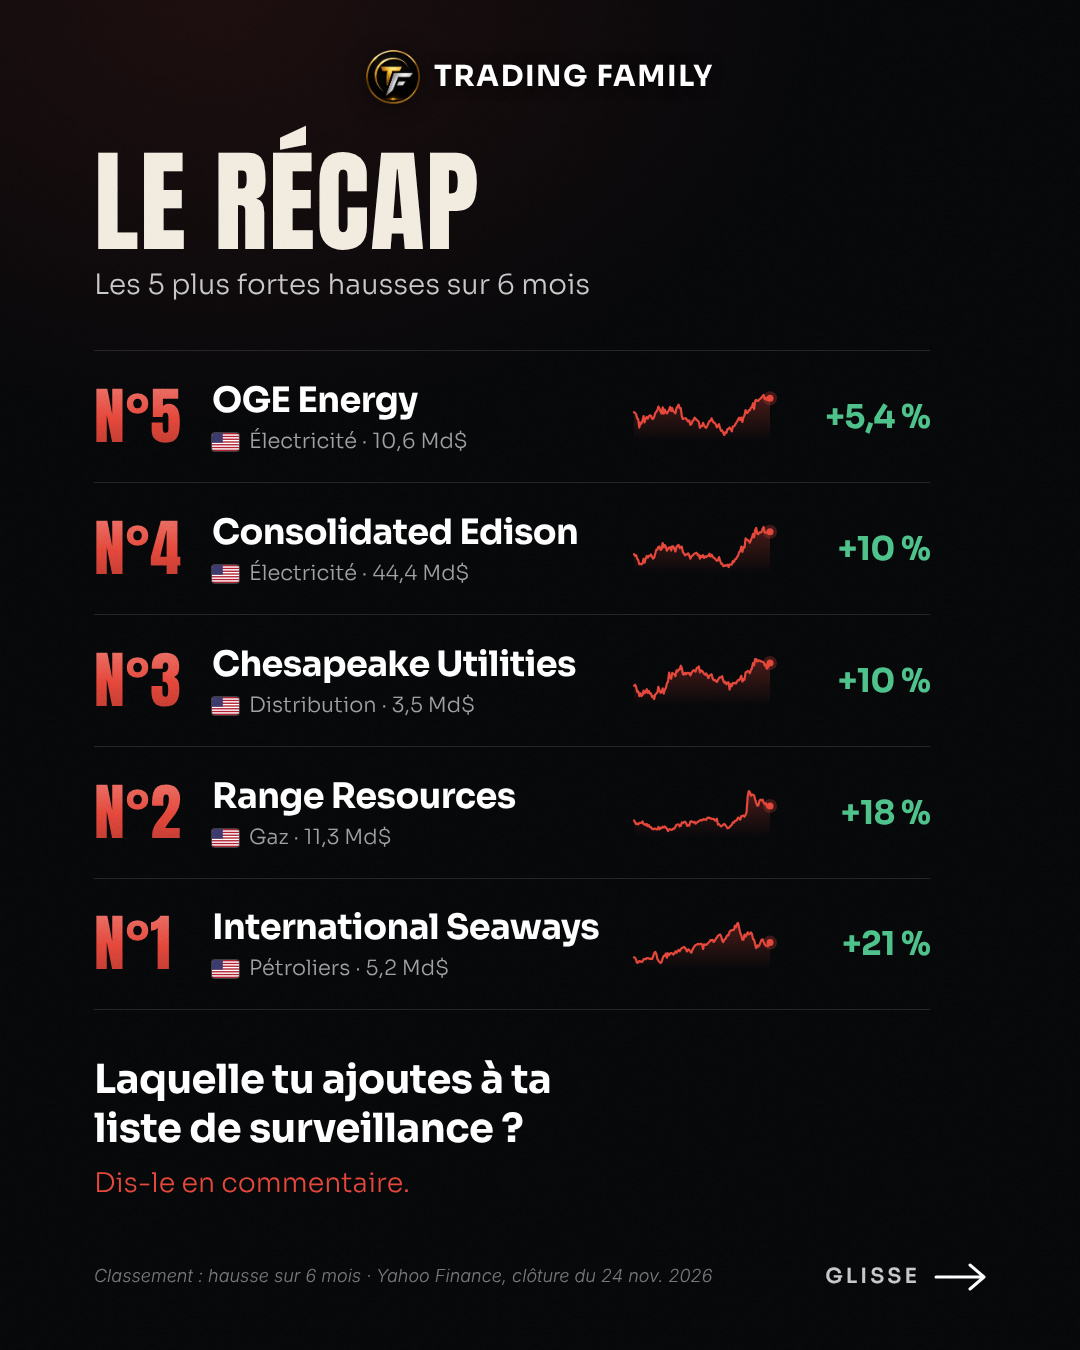 TF TRADING FAMILY
LE RÉCAP
Les 5 plus fortes hausses sur 6 mois
N°5 OGE Energy +5,4 %
Électricité · 10,6 Md$
N°4 Consolidated Edison +10 %
Électricité · 44,4 Md$
N°3 Chesapeake Utilities +10 %
Distribution · 3,5 Md$
N°2 Range Resources +18 %
Gaz · 11,3 Md$
N°1 International Seaways +21 %
Pétroliers · 5,2 Md$
Laquelle tu ajoutes à ta
liste de surveillance ?
Dis-le en commentaire.
Classement : hausse sur 6 mois · Yahoo Finance, clôture du 24 nov. 2026 GLISSE